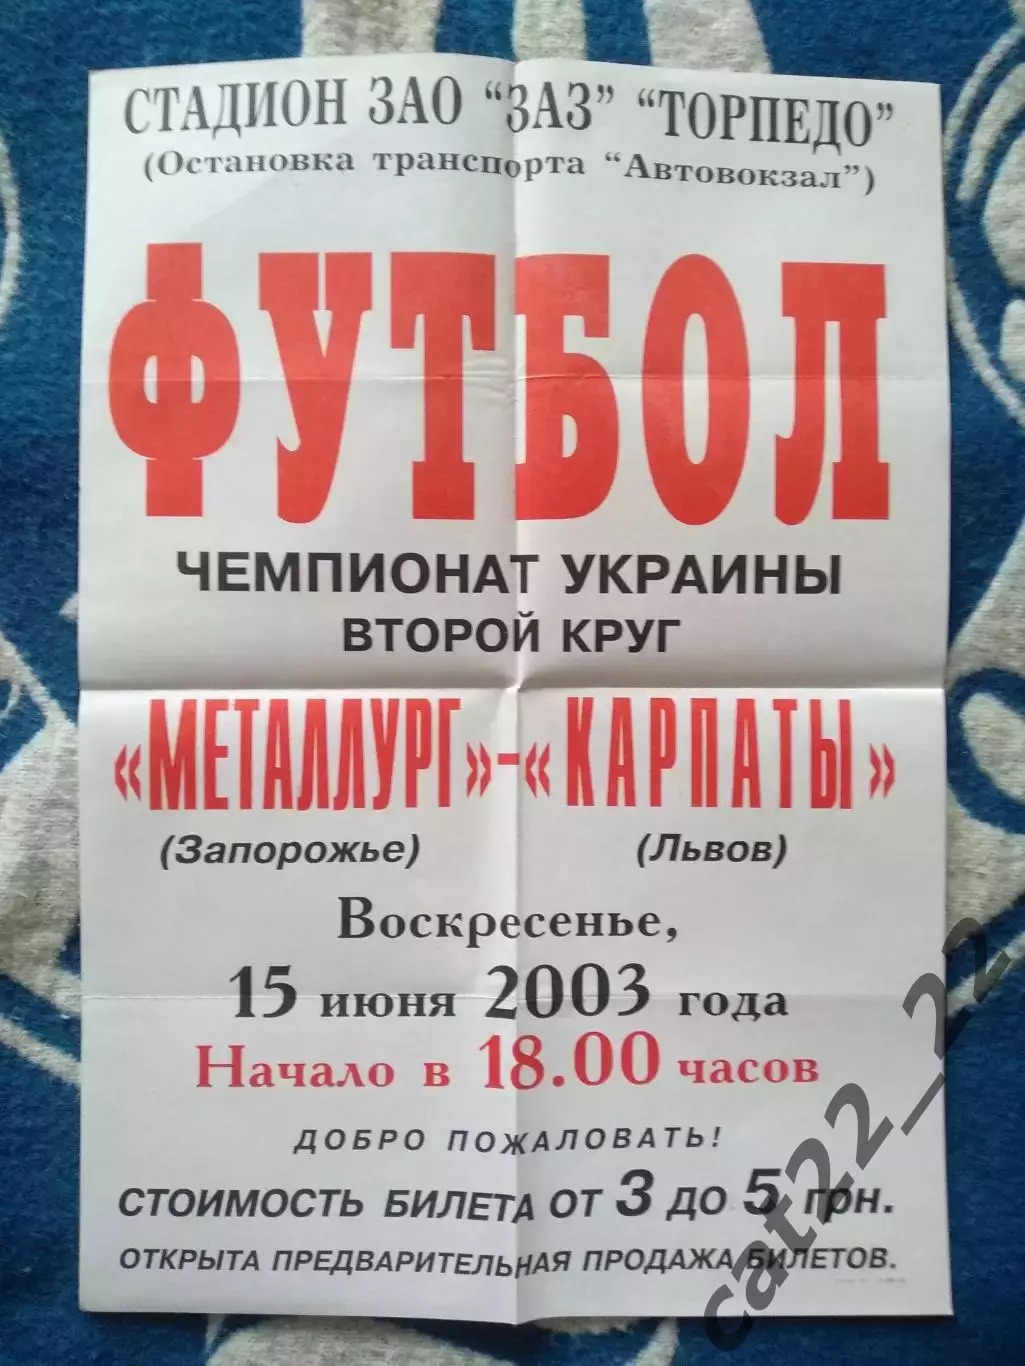 СТАДИОН ЗАО “ЗАЗ” “ТОРПЕДО”
(Остановка транспорта “Автовокзал”)
ФУТБОЛ
ЧЕМПИОНАТ УКРАИНЫ
ВТОРОЙ КРУГ
«МЕТАЛЛУРГ»-«КАРПАТЫ»
(Запорожье) (Львов)
Воскресенье,
15 июня 2003 года
Начало в 18.00 часов
ДОБРО ПОЖАЛОВАТЬ!
СТОИМОСТЬ БИЛЕТА ОТ 3 ДО 5 ГРН.
ОТКРЫТА ПРЕДВАРИТЕЛЬНАЯ ПРОДАЖА БИЛЕТОВ.
cat22_22